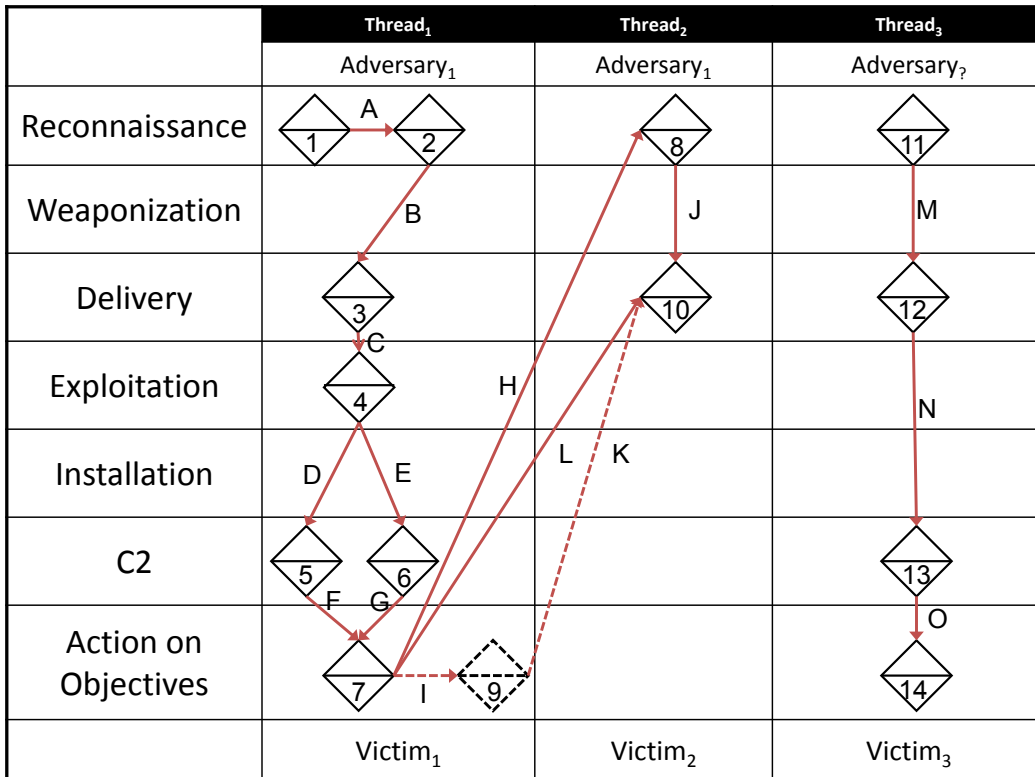 Thread₁ Thread₂ Thread₃
Adversary₁ Adversary₁ Adversary?
Reconnaissance 1 A 2 8 11
Weaponization B J M
Delivery 3 10 12
C
Exploitation 4 H N
L K
Installation D E
C2 5 6 13
F G O
Action on
Objectives 7 I 9 14
Victim₁ Victim₂ Victim₃